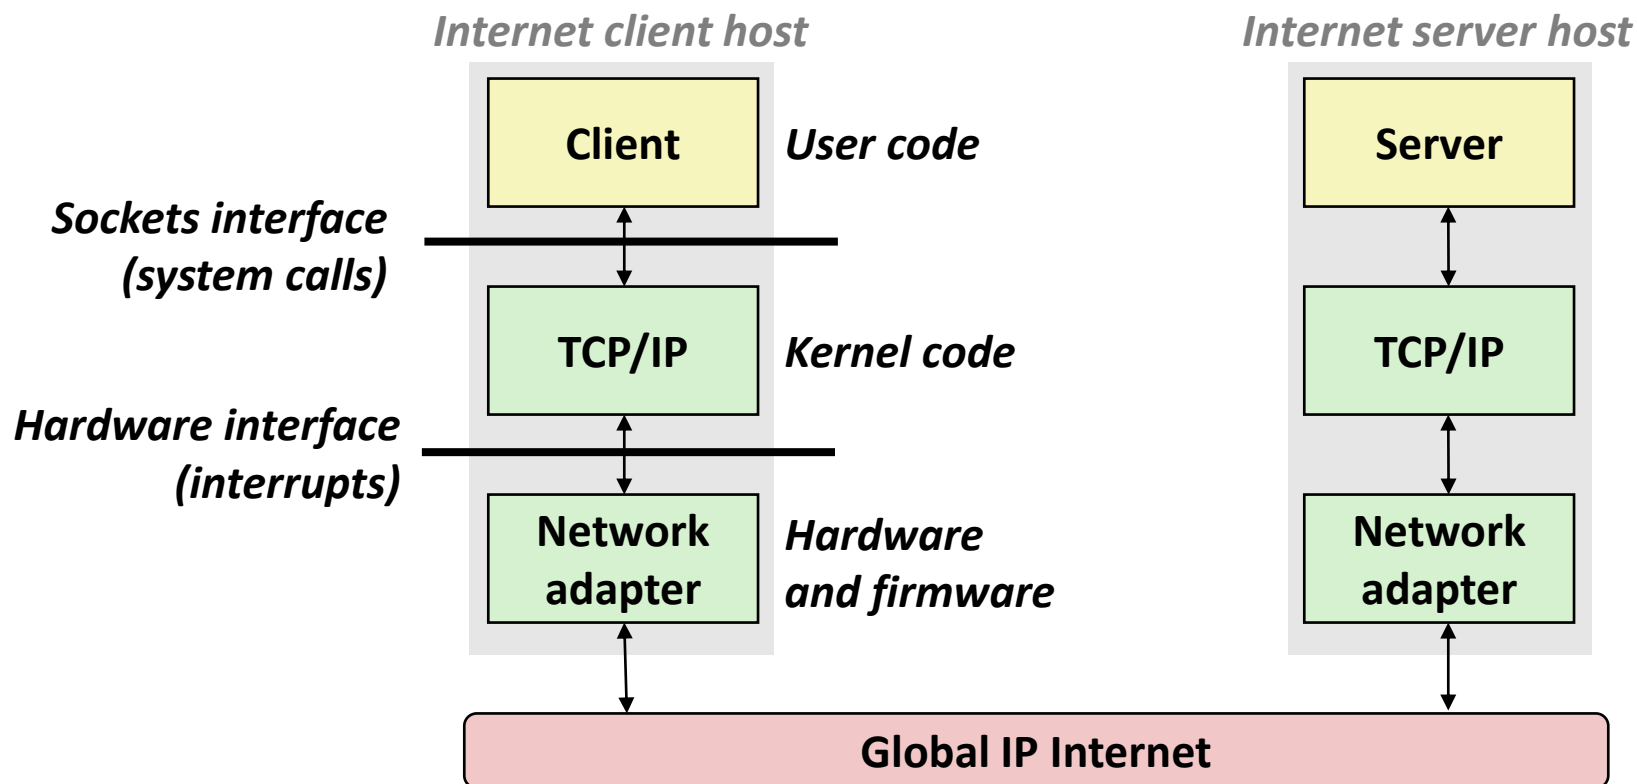 Internet client host
Internet server host
Client
User code
Server
Sockets interface
(system calls)
TCP/IP
Kernel code
TCP/IP
Hardware interface
(interrupts)
Network
adapter
Hardware
and firmware
Network
adapter
Global IP Internet